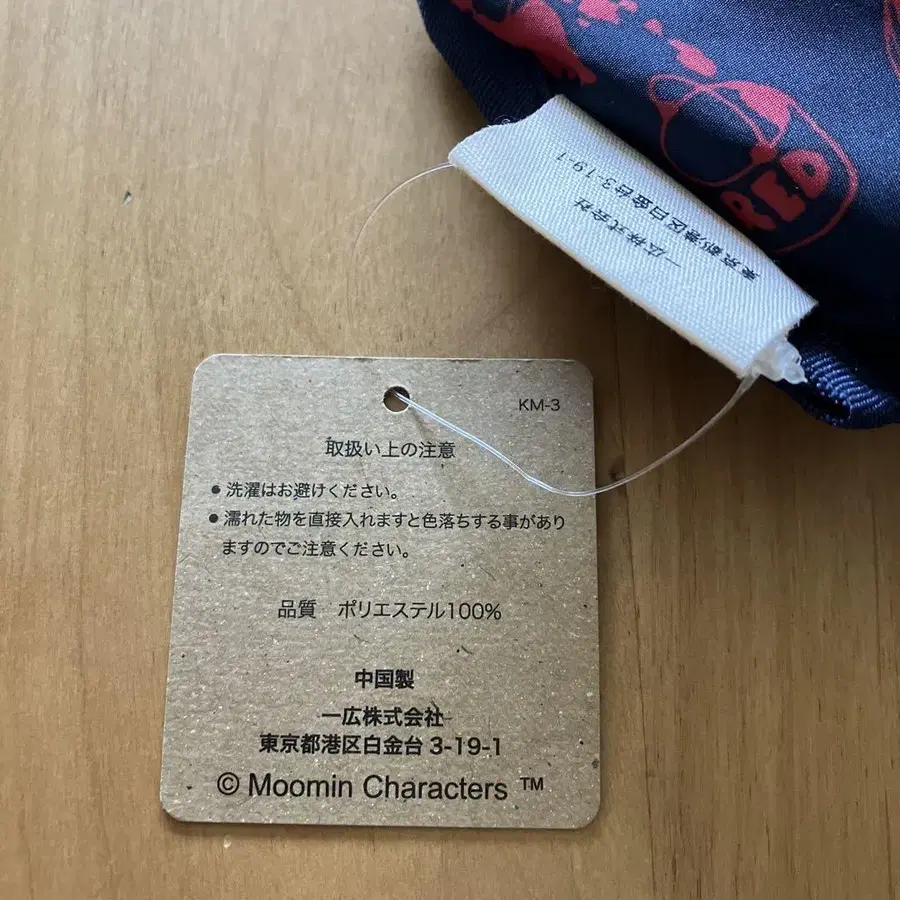 一広株式会社
東京都港区白金台3-19-1
KM-3
取扱い上の注意
● 洗濯はお避けください。
● 濡れた物を直接入れますと色落ちする事があり
ますのでご注意ください。
品質 ポリエステル100%
中国製
一広株式会社
東京都港区白金台 3-19-1
© Moomin Characters ™